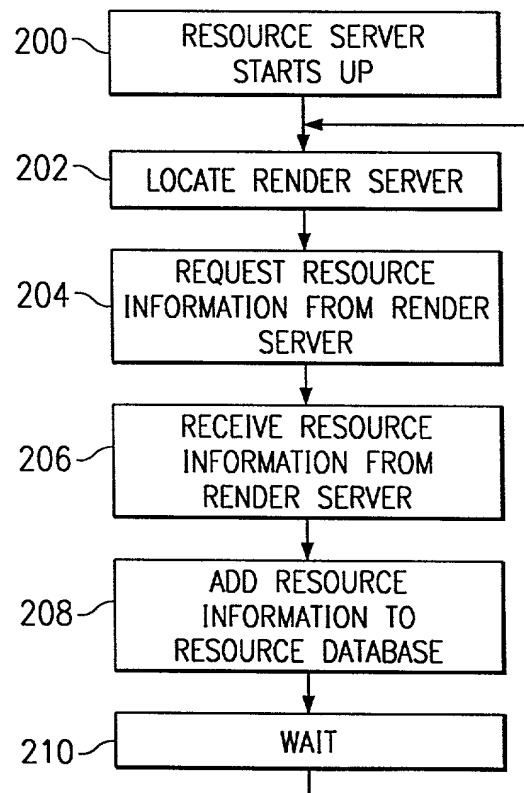 200
RESOURCE SERVER
STARTS UP
202
LOCATE RENDER SERVER
204
REQUEST RESOURCE
INFORMATION FROM RENDER
SERVER
206
RECEIVE RESOURCE
INFORMATION FROM
RENDER SERVER
208
ADD RESOURCE
INFORMATION TO
RESOURCE DATABASE
210
WAIT